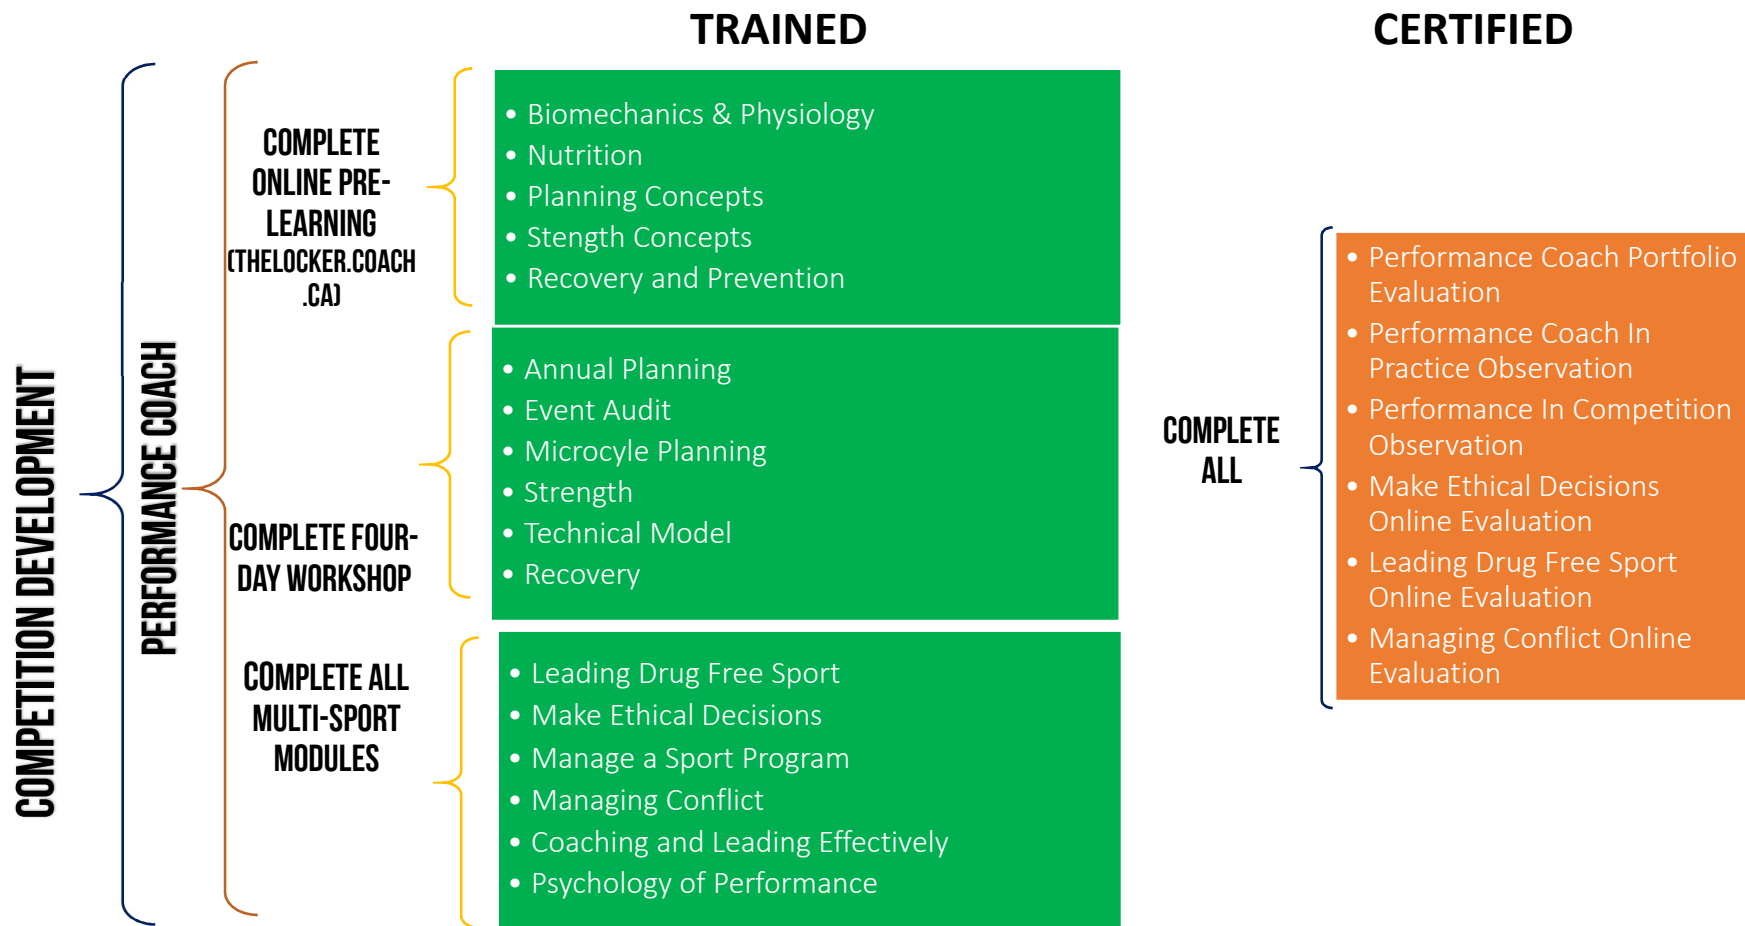 TRAINED
CERTIFIED
COMPETITION DEVELOPMENT
PERFORMANCE COACH
COMPLETE
ONLINE PRE-
LEARNING
(THELOCKER.COACH
.CA)
• Biomechanics & Physiology
• Nutrition
• Planning Concepts
• Stength Concepts
• Recovery and Prevention
COMPLETE FOUR-
DAY WORKSHOP
• Annual Planning
• Event Audit
• Microcyle Planning
• Strength
• Technical Model
• Recovery
COMPLETE ALL
MULTI-SPORT
MODULES
• Leading Drug Free Sport
• Make Ethical Decisions
• Manage a Sport Program
• Managing Conflict
• Coaching and Leading Effectively
• Psychology of Performance
COMPLETE
ALL
• Performance Coach Portfolio
Evaluation
• Performance Coach In
Practice Observation
• Performance In Competition
Observation
• Make Ethical Decisions
Online Evaluation
• Leading Drug Free Sport
Online Evaluation
• Managing Conflict Online
Evaluation